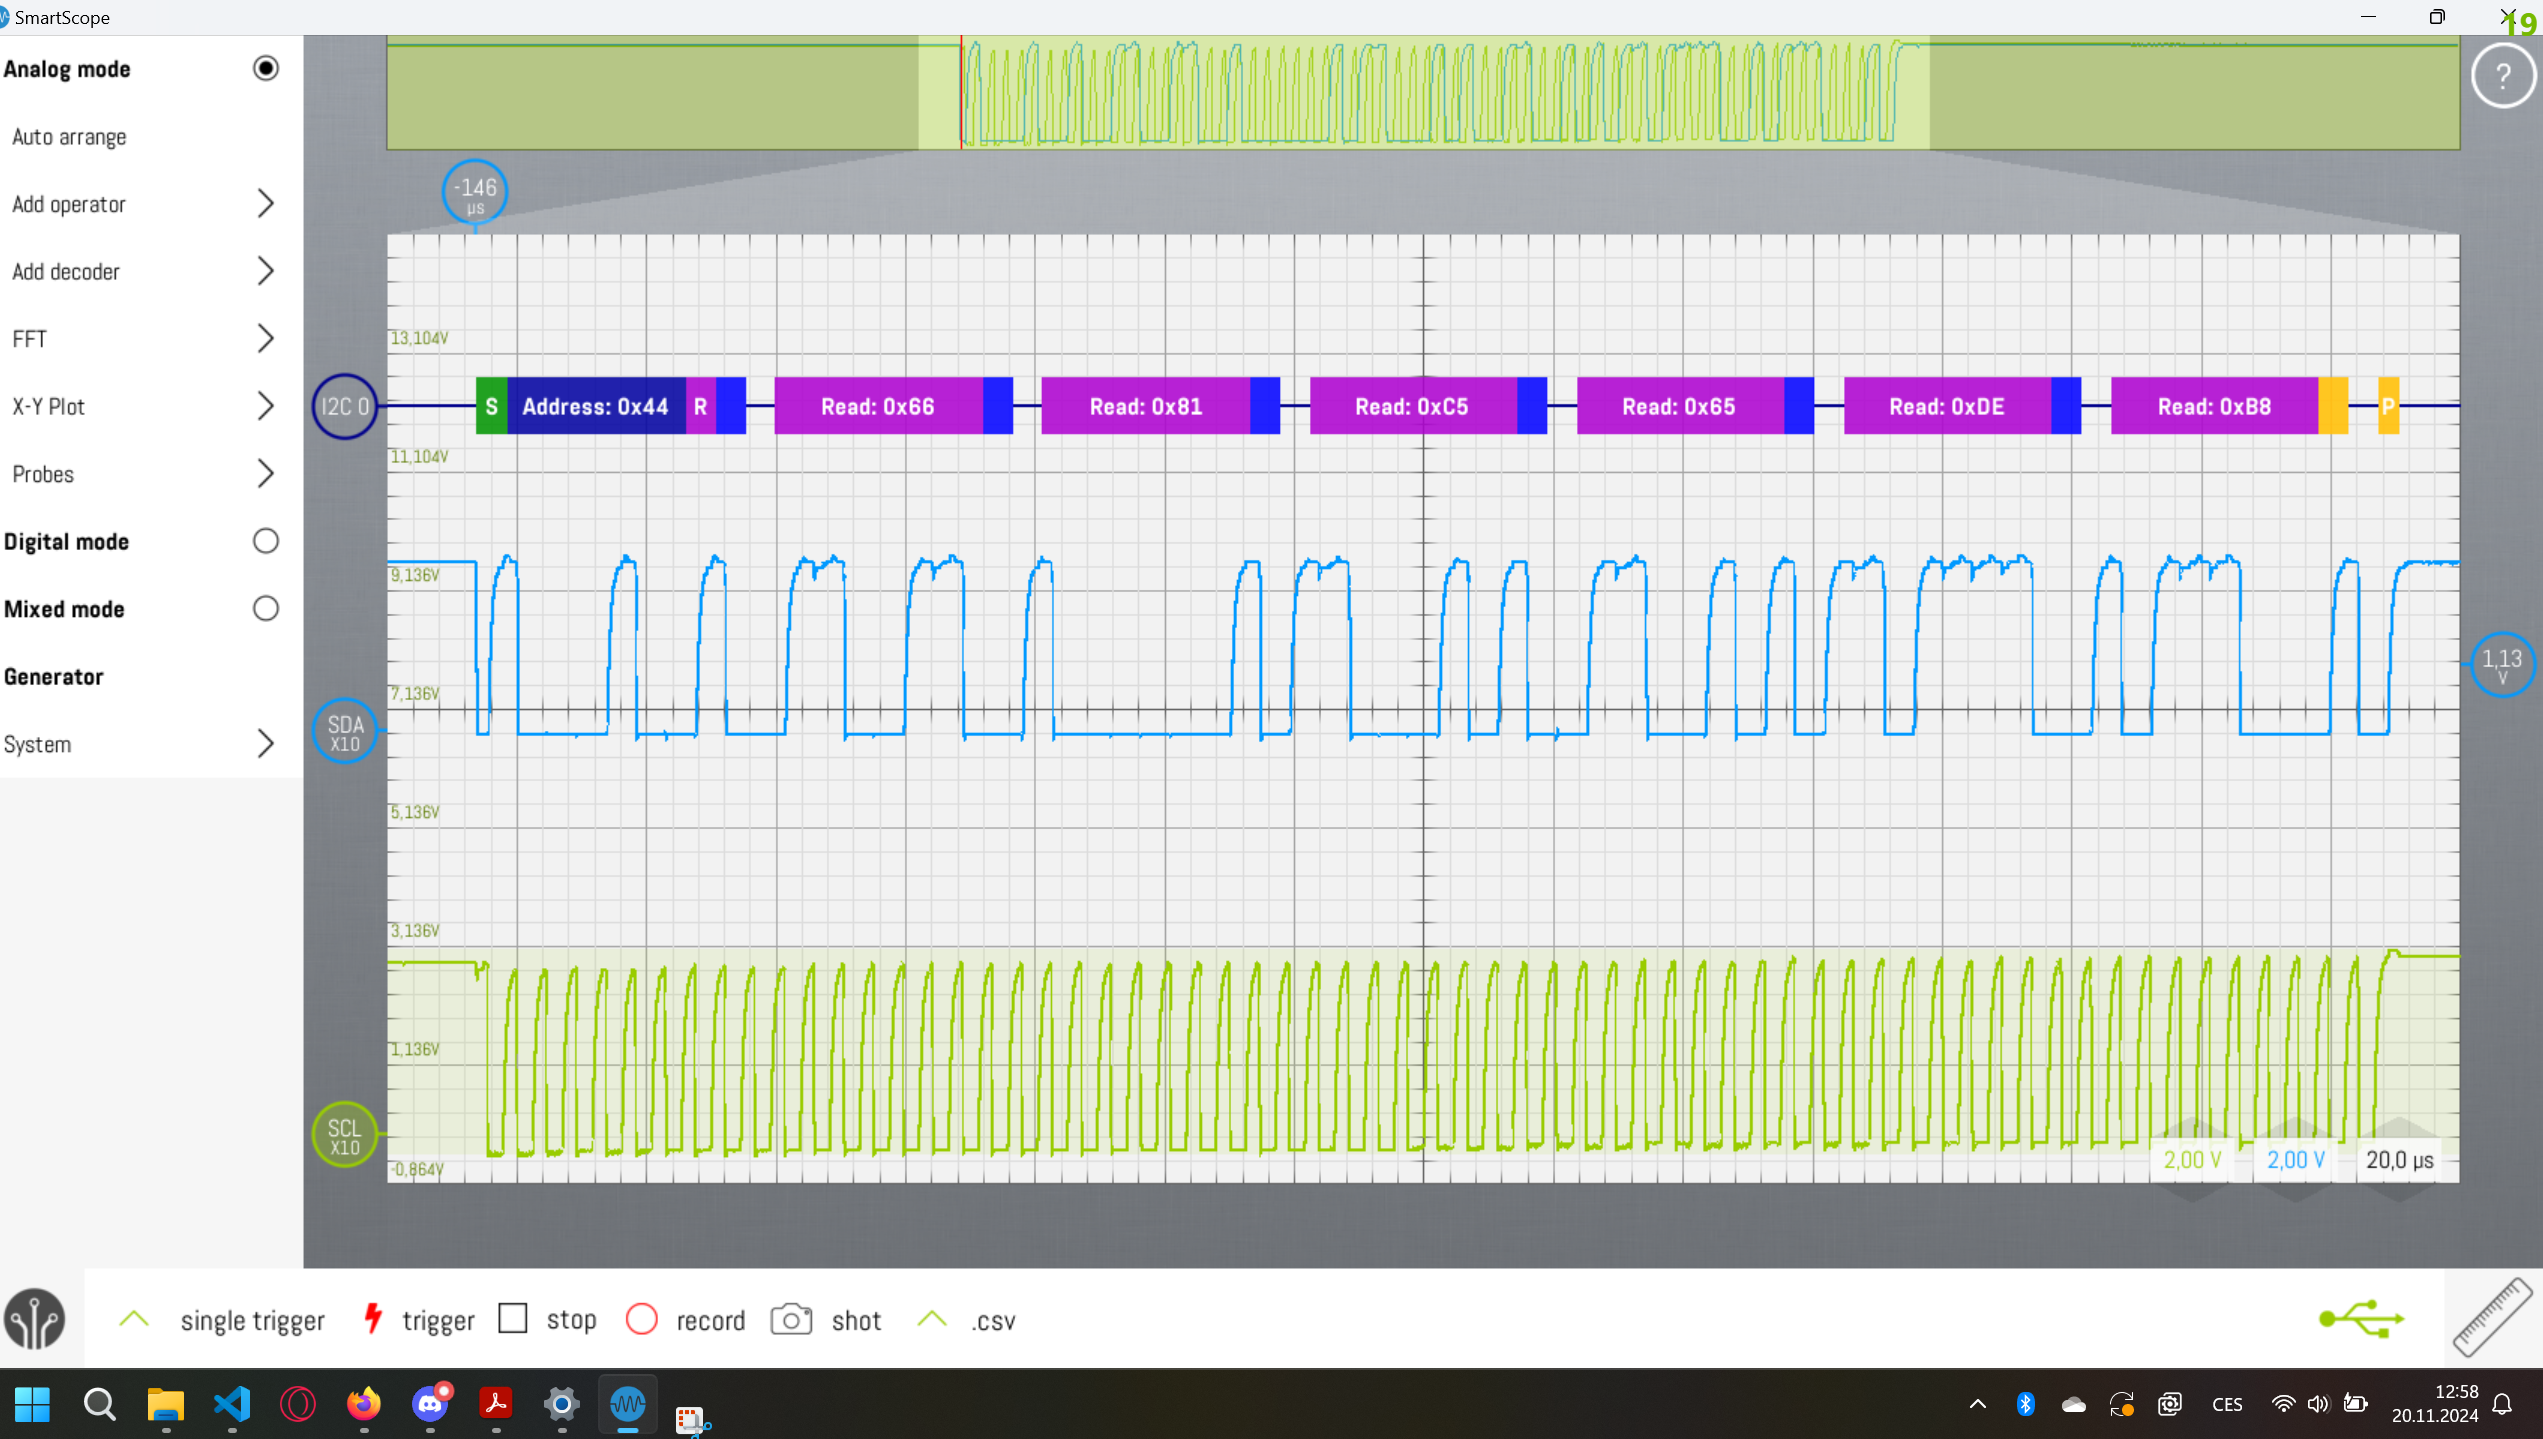 SmartScope
19
Analog mode
Auto arrange
Add operator
Add decoder
FFT
X-Y Plot
Probes
Digital mode
Mixed mode
Generator
System
?
-146
µs
13,104V
I2C 0
S
Address: 0x44
R
Read: 0x66
Read: 0x81
Read: 0xC5
Read: 0x65
Read: 0xDE
Read: 0xB8
P
11,104V
9,136V
7,136V
SDA
X10
1,13
V
5,136V
3,136V
1,136V
SCL
X10
-0,864V
2,00 V
2,00 V
20,0 µs
single trigger
trigger
stop
record
shot
.csv
CES
12:58
20.11.2024